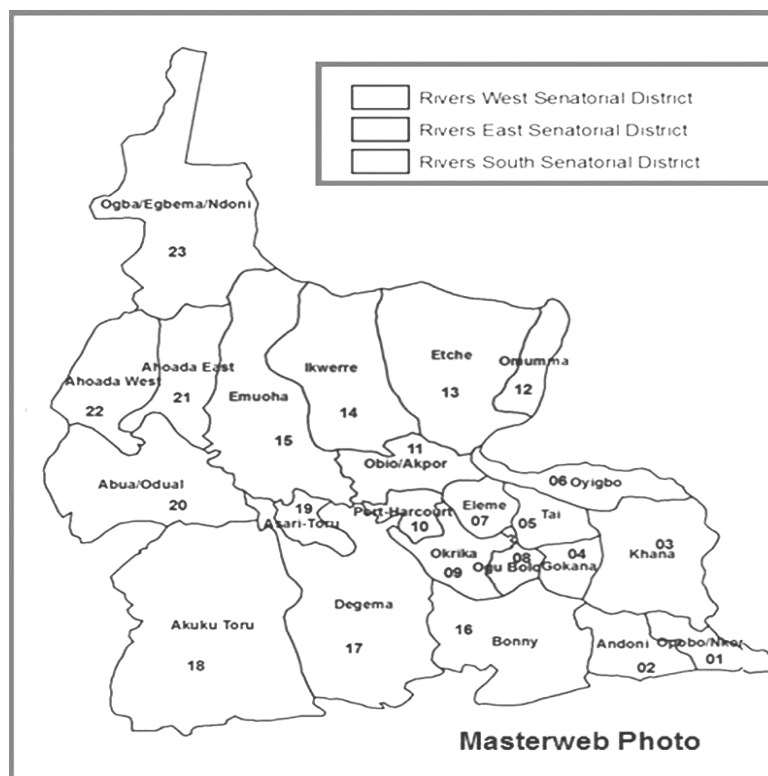 Rivers West Senatorial District
Rivers East Senatorial District
Rivers South Senatorial District
Ogba/Egbema/Ndoni
23
Etche
13
Omumma
12
Ikwerre
14
Ahoada East
21
Ahoada West
22
Emuoha
15
11
Obio/Akpor
Abua/Odual
20
06 Oyigbo
19
Asari-Toru
Port-Harcourt
10
Eleme
07
Tai
05
03
Khana
Okrika
09
08
Ogu Bolo
04
Gokana
Degema
17
Akuku Toru
18
16
Bonny
Andoni
02
Opobo/Nkor
01
Masterweb Photo